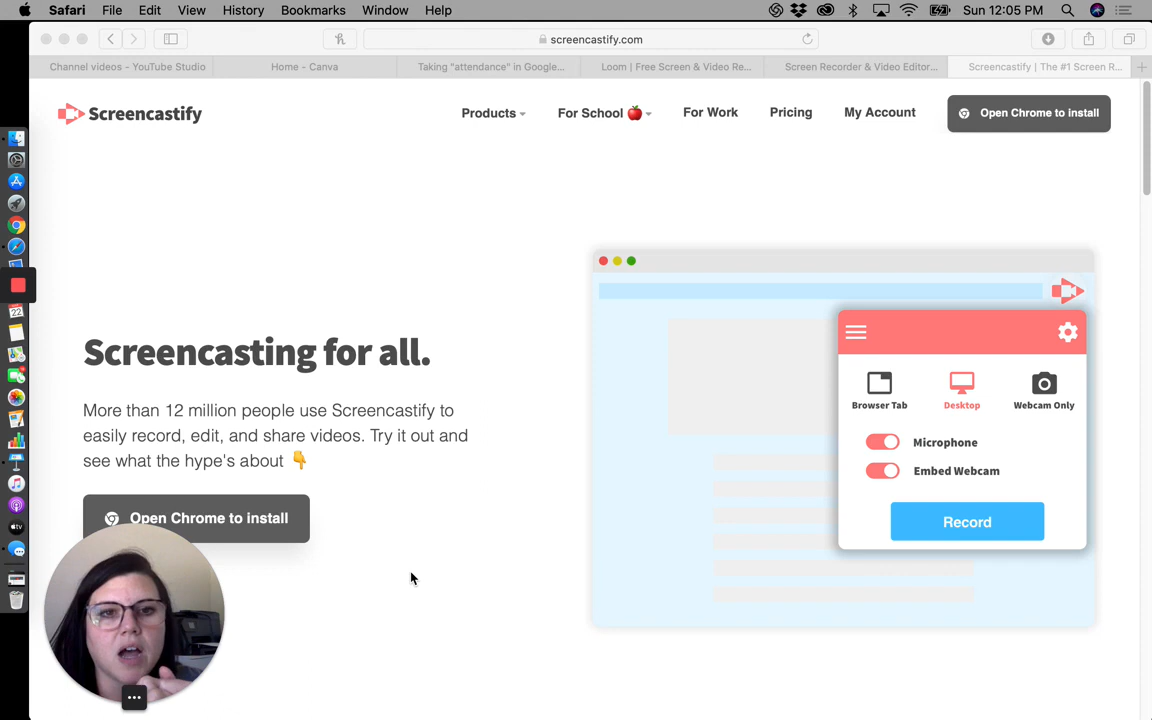 Safari File Edit View History Bookmarks Window Help Sun 12:05 PM
screencastify.com
Channel videos - YouTube Studio
Home - Canva
Taking "attendance" in Google...
Loom | Free Screen & Video Re...
Screen Recorder & Video Editor...
Screencastify | The #1 Screen R...
Screencastify
Products
For School
For Work
Pricing
My Account
Open Chrome to install
Screencasting for all.
More than 12 million people use Screencastify to
easily record, edit, and share videos. Try it out and
see what the hype's about 👇
Open Chrome to install
Browser Tab
Desktop
Webcam Only
Microphone
Embed Webcam
Record
22
tv